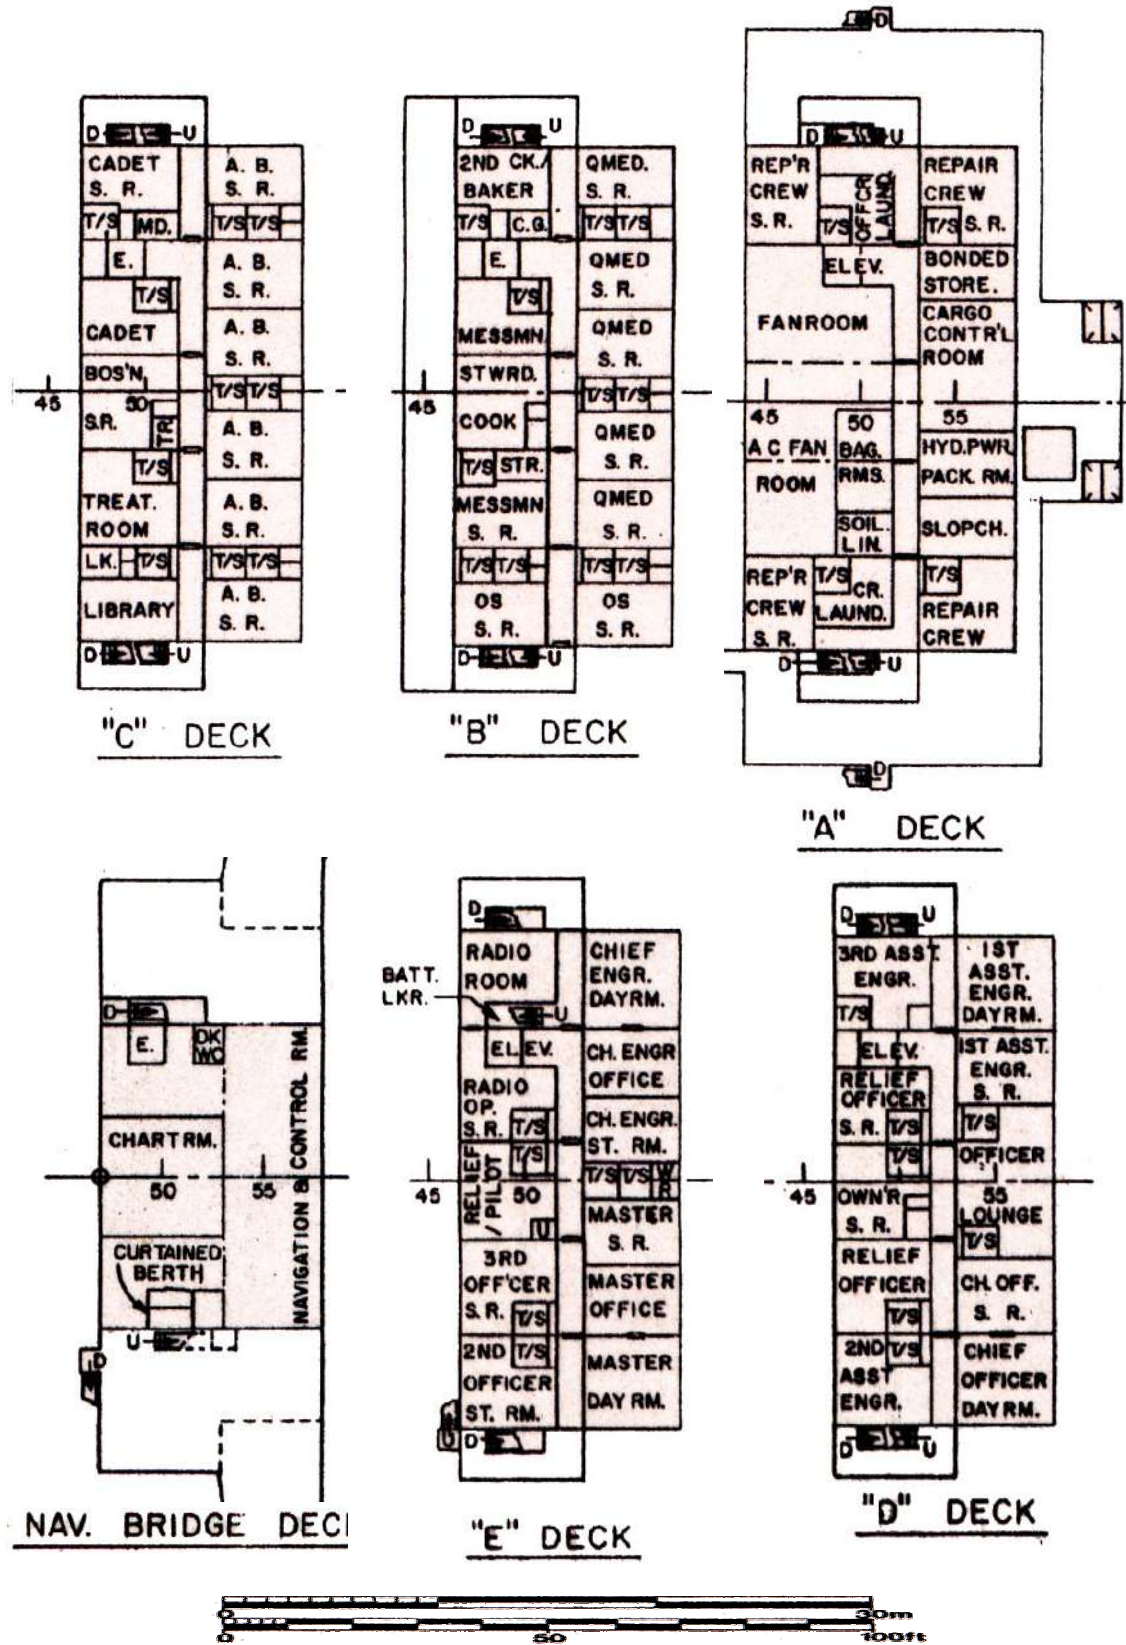 D U
CADET
S. R.
T/S MD.
E.
T/S
CADET
BOS'N.
45 50
S.R. TR.
T/S
TREAT.
ROOM
LK. T/S
LIBRARY
D U
A. B.
S. R.
T/S T/S
A. B.
S. R.
A. B.
S. R.
T/S T/S
A. B.
S. R.
A. B.
S. R.
T/S T/S
A. B.
S. R.
"C" DECK
D U
2ND CK./
BAKER
T/S C.G.
E.
T/S
MESSMN.
STWRD.
45
COOK
T/S STR.
MESSMN
S. R.
T/S T/S
OS
S. R.
D U
QMED.
S. R.
T/S T/S
QMED
S. R.
QMED
S. R.
T/S T/S
QMED
S. R.
QMED
S. R.
T/S T/S
OS
S. R.
"B" DECK
D
D U
REP'R
CREW
S. R.
T/S
OFFCR
LAUND.
ELEV.
FANROOM
45 50 55
A C FAN
ROOM
BAG.
RMS.
SOIL.
LIN.
REP'R
CREW
S. R.
T/S CR.
LAUND.
D U
REPAIR
CREW
T/S S. R.
BONDED
STORE.
CARGO
CONTR'L
ROOM
HYD.PWR.
PACK. RM.
SLOPCH.
T/S
REPAIR
CREW
D
"A" DECK
D
E.
DK
WC
CHART RM.
50 55
CURTAINED
BERTH
NAVIGATION & CONTROL RM.
U
D
NAV. BRIDGE DEC
D
RADIO
ROOM
BATT.
LKR.
U
ELEV.
RADIO
OP.
S. R. T/S
T/S
45 50
RELIEF
/ PILOT
U
3RD
OFF'CER
S. R. T/S
2ND T/S
OFFICER
ST. RM.
U D
CHIEF
ENGR.
DAYRM.
CH. ENGR
OFFICE
CH. ENGR.
ST. RM.
T/S T/S
MASTER
S. R.
MASTER
OFFICE
MASTER
DAY RM.
"E" DECK
D U
3RD ASST.
ENGR.
T/S
ELEV.
RELIEF
OFFICER
S. R. T/S
T/S
45 55
OWN'R
S. R.
RELIEF
OFFICER
T/S
2ND T/S
ASST
ENGR.
D U
1ST
ASST.
ENGR.
DAYRM.
1ST ASST.
ENGR.
S. R.
T/S
OFFICER
LOUNGE
T/S
CH. OFF.
S. R.
CHIEF
OFFICER
DAYRM.
"D" DECK
0 30m
0 50 100ft